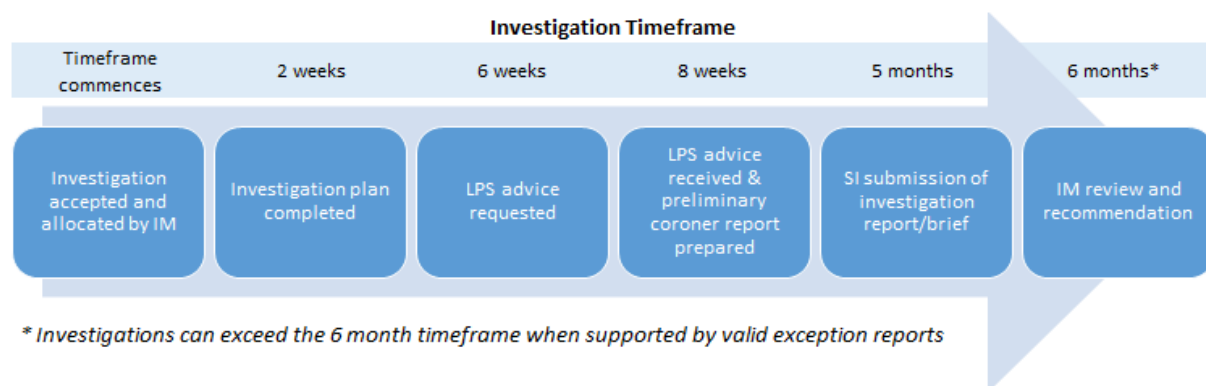 Investigation Timeframe
Timeframe
commences
2 weeks
6 weeks
8 weeks
5 months
6 months*
Investigation
accepted and
allocated by IM
Investigation plan
completed
LPS advice
requested
LPS advice
received &
preliminary
coroner report
prepared
SI submission of
investigation
report/brief
IM review and
recommendation
* Investigations can exceed the 6 month timeframe when supported by valid exception reports